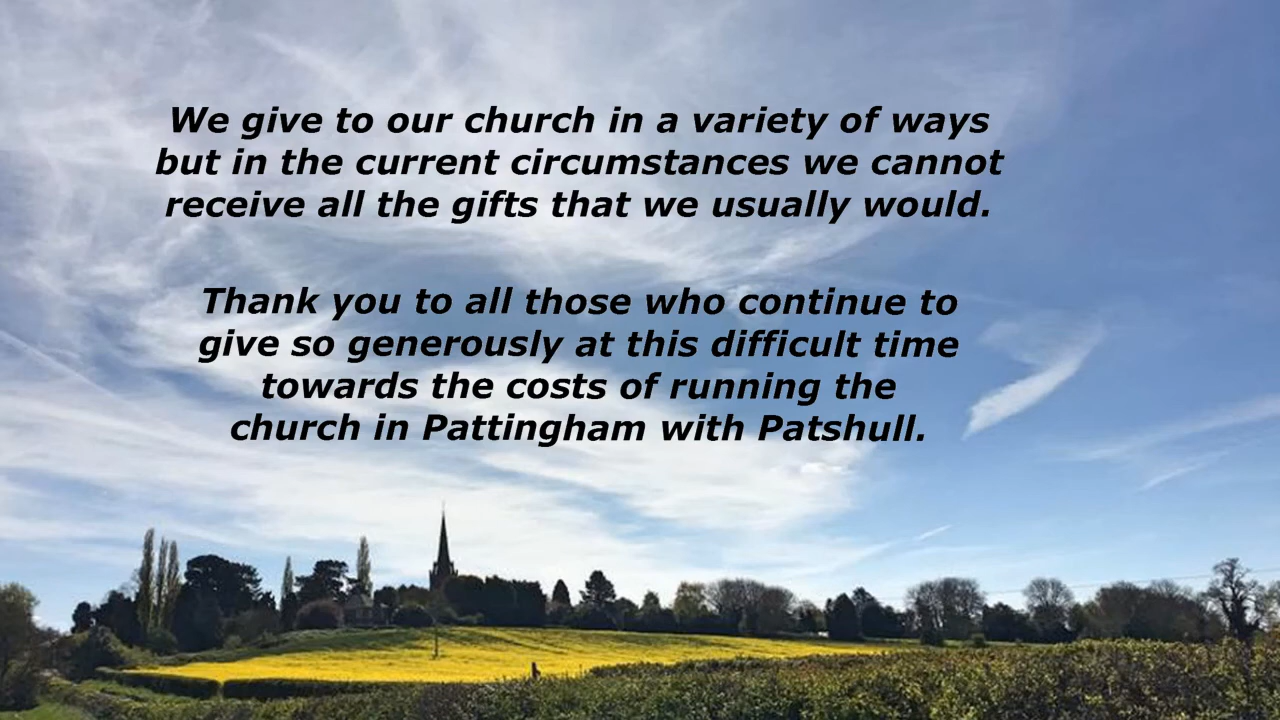 We give to our church in a variety of ways
but in the current circumstances we cannot
receive all the gifts that we usually would.
Thank you to all those who continue to
give so generously at this difficult time
towards the costs of running the
church in Pattingham with Patshull.